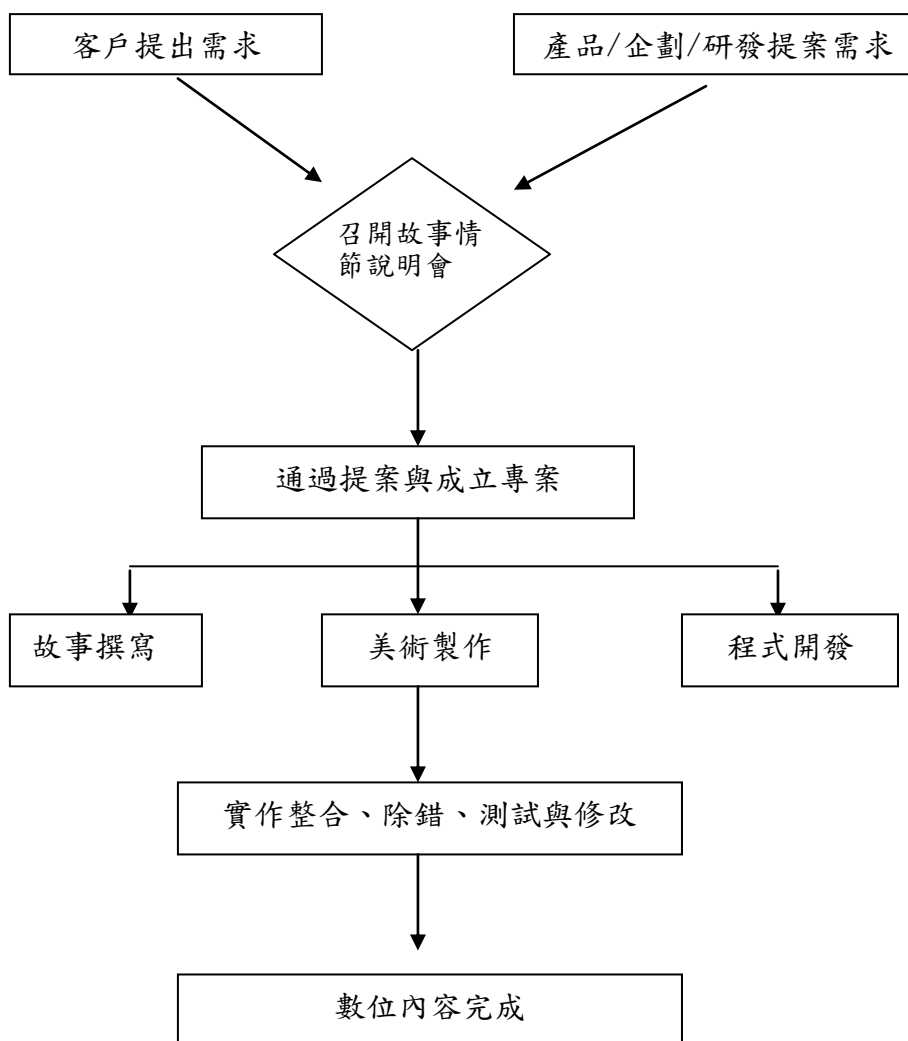 客戶提出需求
產品/企劃/研發提案需求
召開故事情
節說明會
通過提案與成立專案
故事撰寫
美術製作
程式開發
實作整合、除錯、測試與修改
數位內容完成